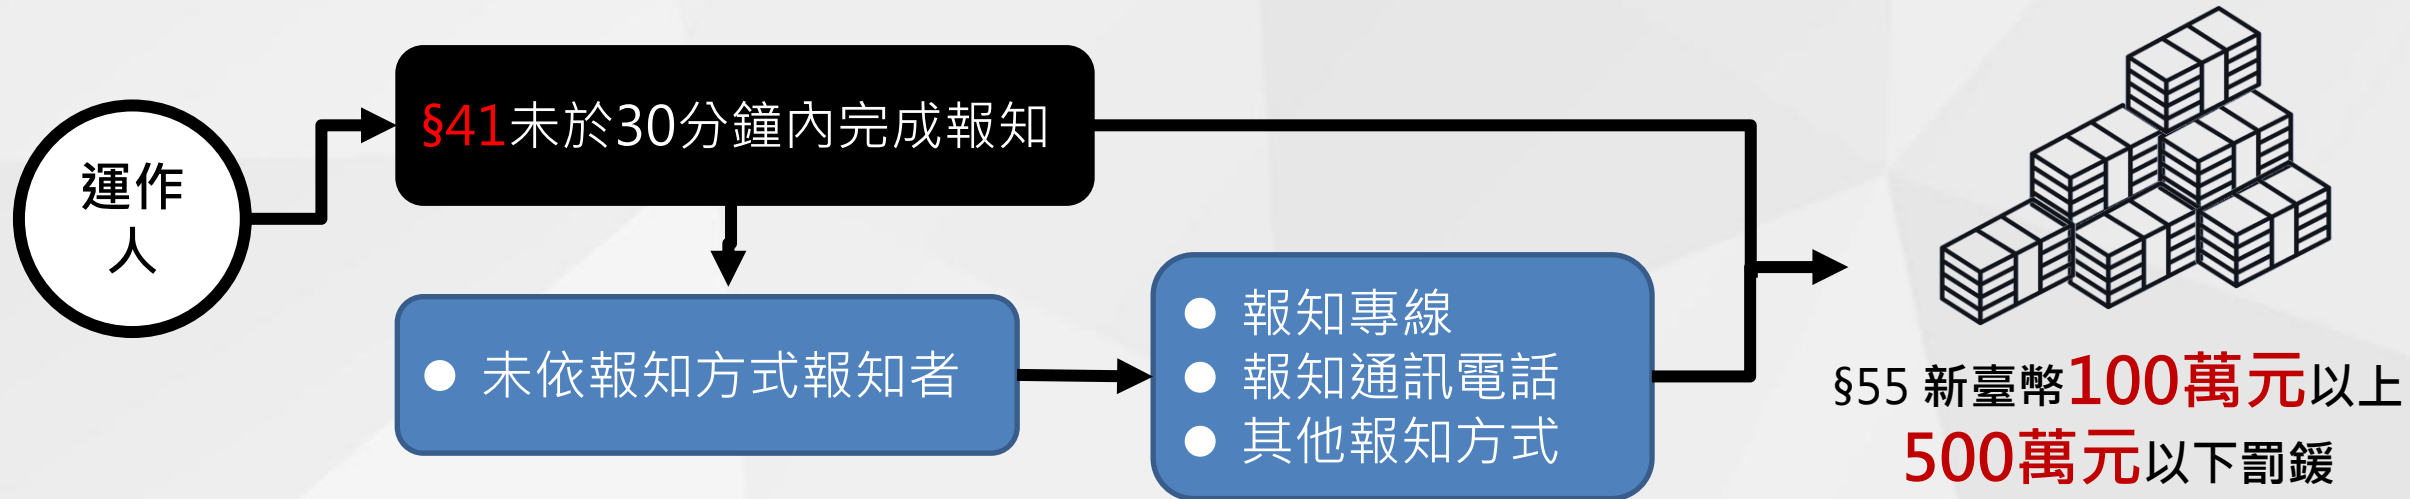 運作
人
§41未於30分鐘內完成報知
● 未依報知方式報知者
● 報知專線
● 報知通訊電話
● 其他報知方式
§55 新臺幣100萬元以上
500萬元以下罰鍰